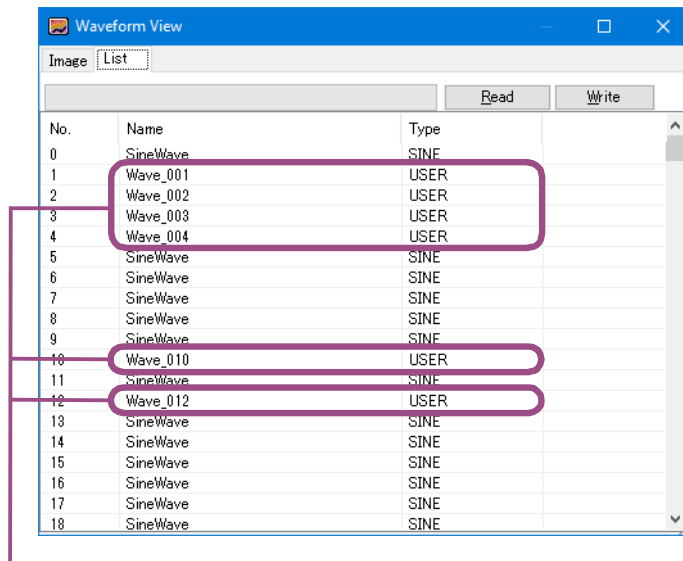 Waveform View
Image List
Read Write
No. Name Type
0 SineWave SINE
1 Wave_001 USER
2 Wave_002 USER
3 Wave_003 USER
4 Wave_004 USER
5 SineWave SINE
6 SineWave SINE
7 SineWave SINE
8 SineWave SINE
9 SineWave SINE
10 Wave_010 USER
11 SineWave SINE
12 Wave_012 USER
13 SineWave SINE
14 SineWave SINE
15 SineWave SINE
16 SineWave SINE
17 SineWave SINE
18 SineWave SINE